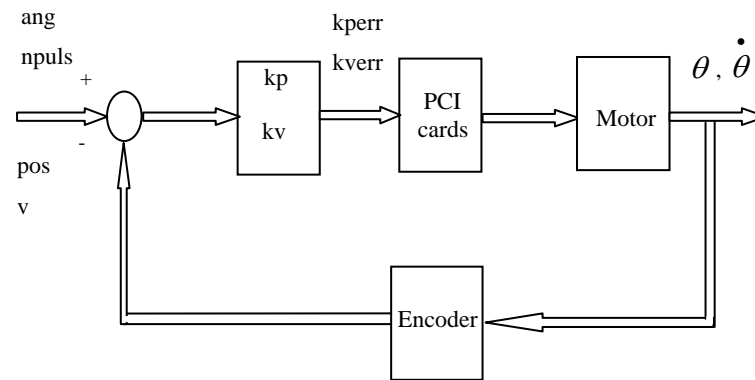 ang
npuls
+
-
pos
v
kp
kv
kperr
kverr
PCI
cards
Motor
θ , θ̇
Encoder